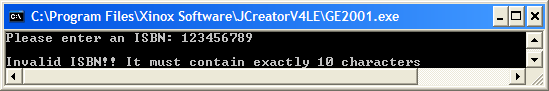 C:\Program Files\Xinox Software\JCreatorV4LE\GE2001.exe
Please enter an ISBN: 123456789
Invalid ISBN!! It must contain exactly 10 characters